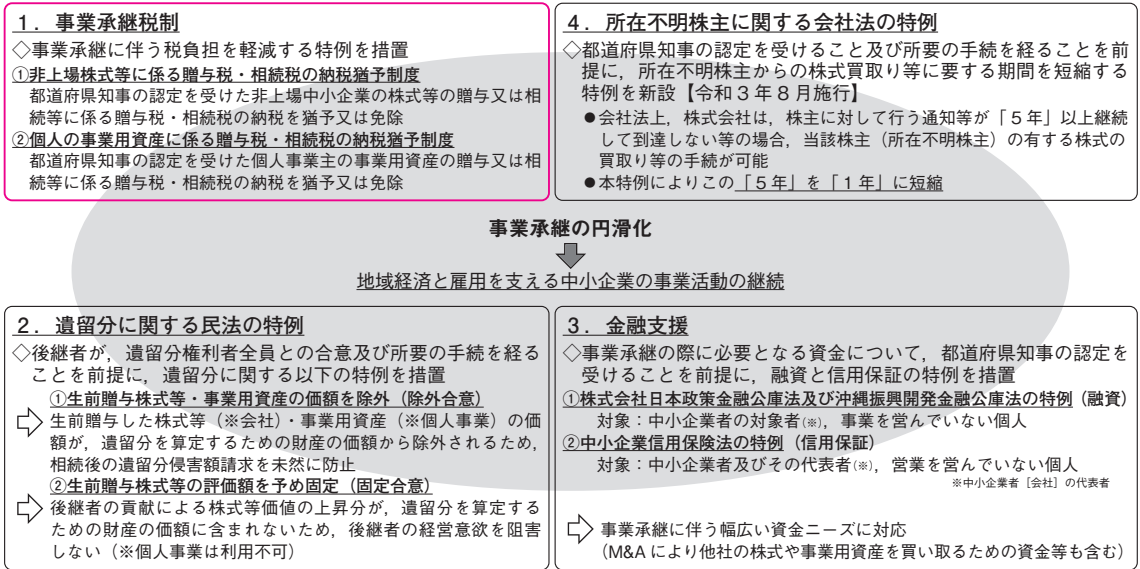 1．事業承継税制
◇事業承継に伴う税負担を軽減する特例を措置
①非上場株式等に係る贈与税・相続税の納税猶予制度
都道府県知事の認定を受けた非上場中小企業の株式等の贈与又は相
続等に係る贈与税・相続税の納税を猶予又は免除
②個人の事業用資産に係る贈与税・相続税の納税猶予制度
都道府県知事の認定を受けた個人事業主の事業用資産の贈与又は相
続等に係る贈与税・相続税の納税を猶予又は免除
4．所在不明株主に関する会社法の特例
◇都道府県知事の認定を受けること及び所要の手続を経ることを前
提に，所在不明株主からの株式買取り等に要する期間を短縮する
特例を新設【令和3年8月施行】
●会社法上，株式会社は，株主に対して行う通知等が「5年」以上継続
して到達しない等の場合，当該株主（所在不明株主）の有する株式の
買取り等の手続が可能
●本特例によりこの「5年」を「1年」に短縮
事業承継の円滑化
地域経済と雇用を支える中小企業の事業活動の継続
2．遺留分に関する民法の特例
◇後継者が，遺留分権利者全員との合意及び所要の手続を経る
ことを前提に，遺留分に関する以下の特例を措置
①生前贈与株式等・事業用資産の価額を除外（除外合意）
生前贈与した株式等（※会社）・事業用資産（※個人事業）の価
額が，遺留分を算定するための財産の価額から除外されるため，
相続後の遺留分侵害額請求を未然に防止
②生前贈与株式等の評価額を予め固定（固定合意）
後継者の貢献による株式等価値の上昇分が，遺留分を算定する
ための財産の価額に含まれないため，後継者の経営意欲を阻害
しない（※個人事業は利用不可）
3．金融支援
◇事業承継の際に必要となる資金について，都道府県知事の認定を
受けることを前提に，融資と信用保証の特例を措置
①株式会社日本政策金融公庫法及び沖縄振興開発金融公庫法の特例（融資）
対象：中小企業者の対象者(※)，事業を営んでいない個人
②中小企業信用保険法の特例（信用保証）
対象：中小企業者及びその代表者(※)，営業を営んでいない個人
※中小企業者［会社］の代表者
事業承継に伴う幅広い資金ニーズに対応
（M&Aにより他社の株式や事業用資産を買い取るための資金等も含む）